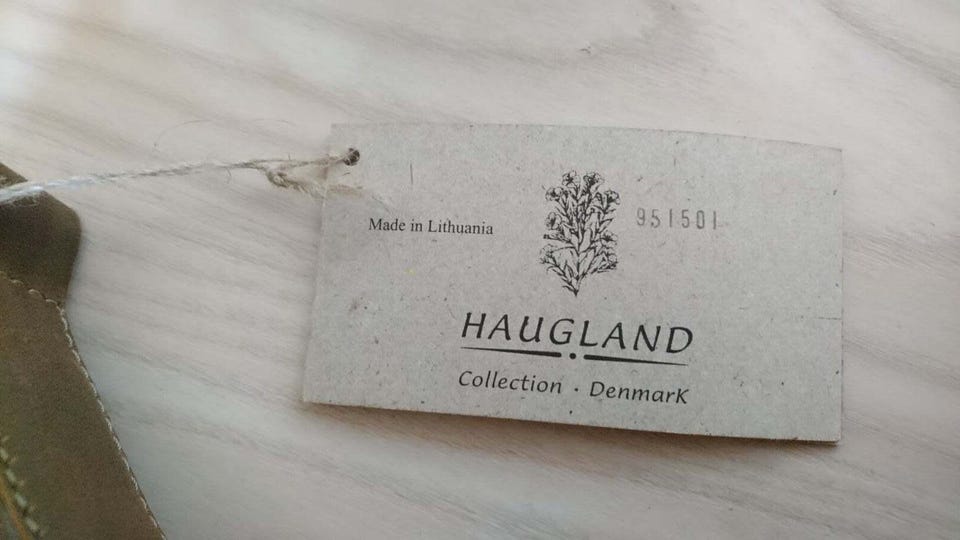 Made in Lithuania
951501
HAUGLAND
Collection · Denmark